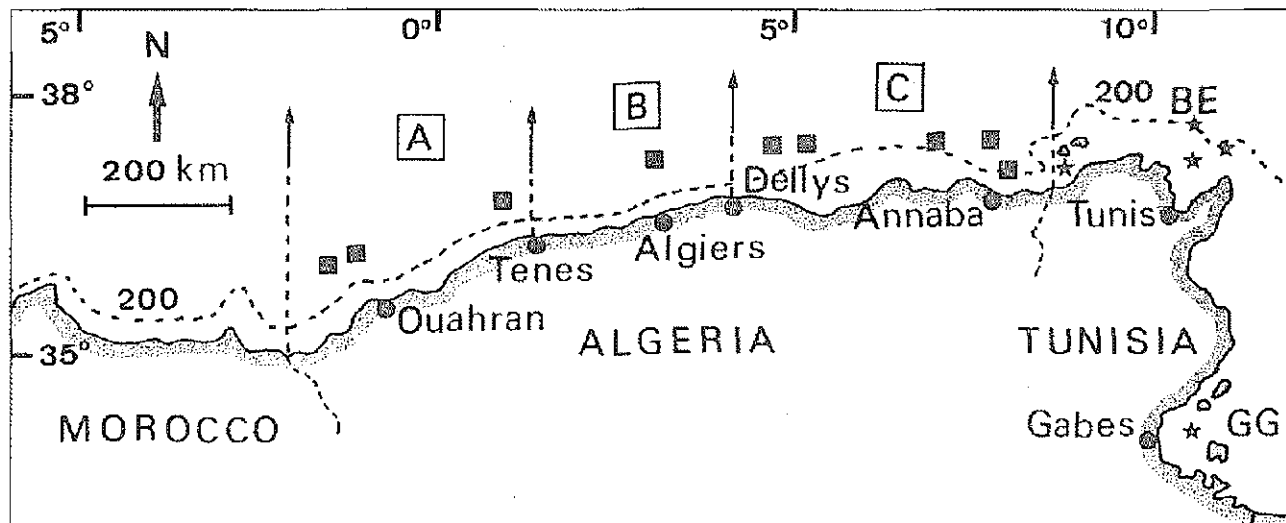 5° 0° 5° 10°
N
38°
A
B
C
200 BE
200 km
Dellys
Annaba
Tunis
Algiers
Tenes
200
Ouahran
35°
ALGERIA
TUNISIA
MOROCCO
Gabes
GG